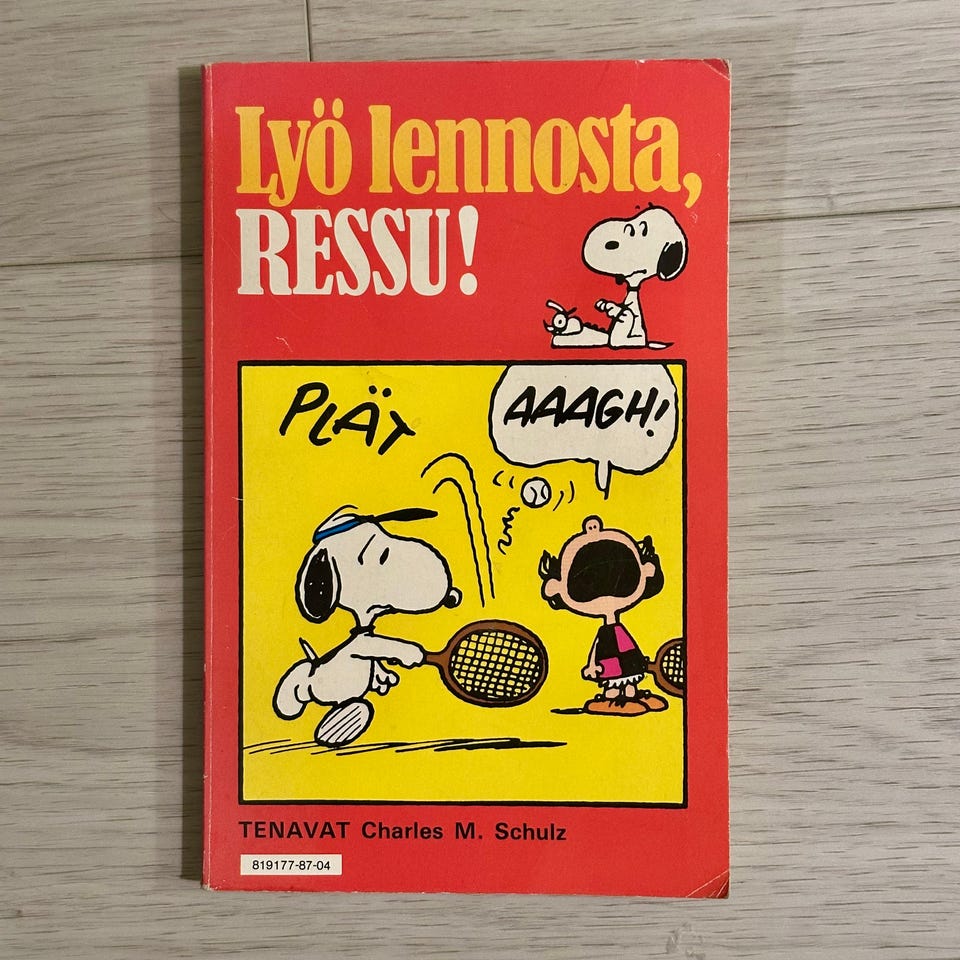 Lyö lennosta,
RESSU!
PLÄT
AAAGH!
TENAVAT Charles M. Schulz
819177-87-04